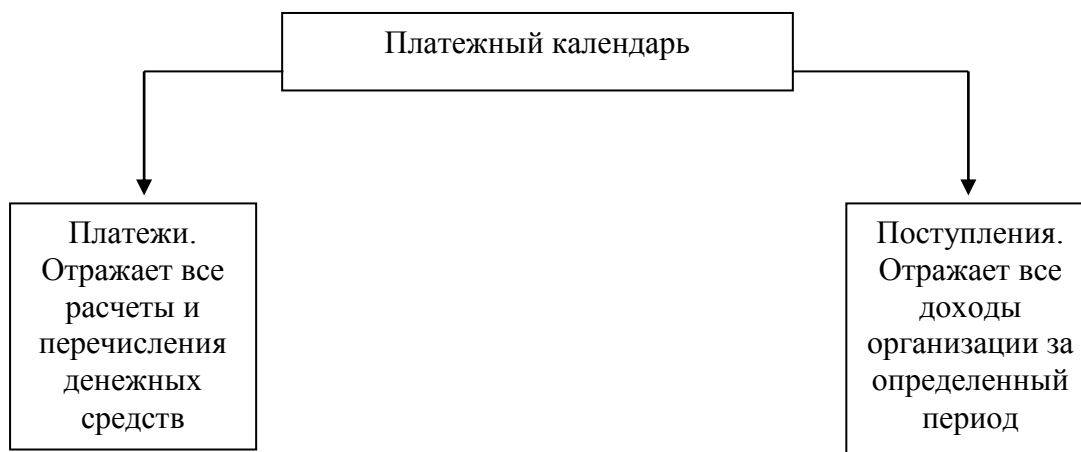 Платежный календарь
Платежи.
Отражает все
расчеты и
перечисления
денежных
средств
Поступления.
Отражает все
доходы
организации за
определенный
период